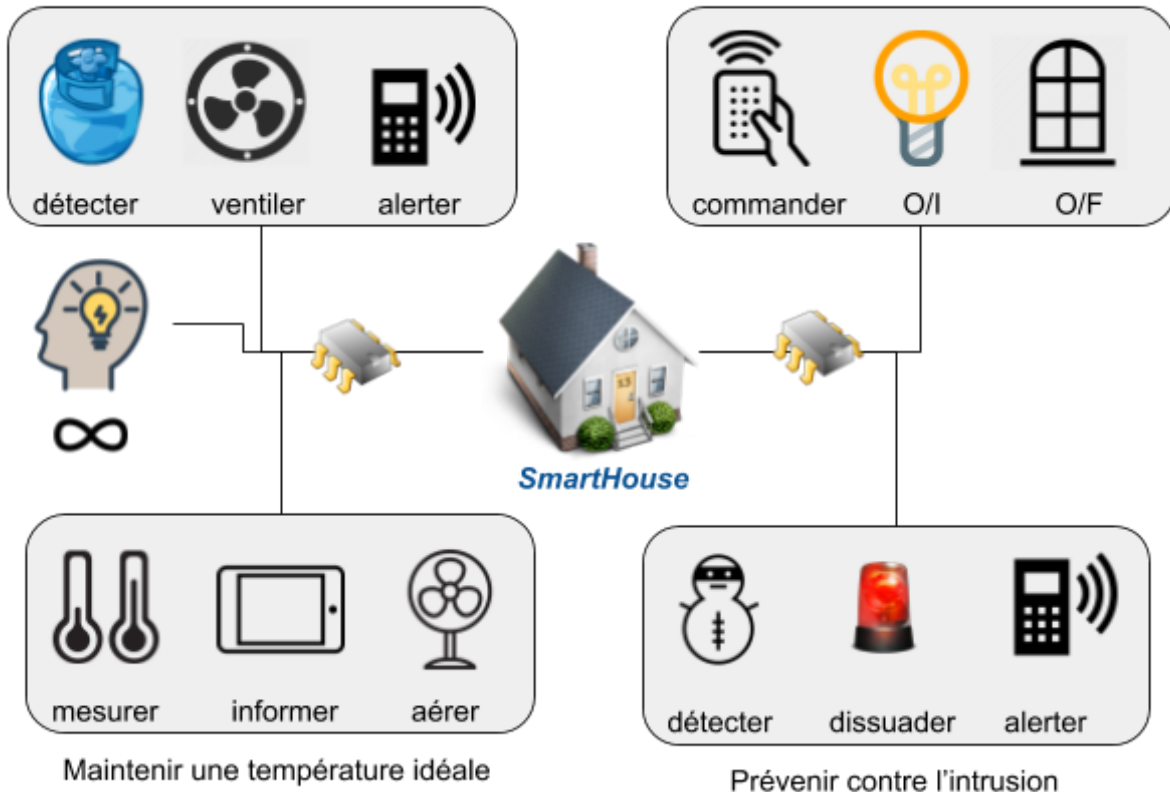 détecter ventiler alerter
commander O/I O/F
SmartHouse
mesurer informer aérer
Maintenir une température idéale
détecter dissuader alerter
Prévenir contre l'intrusion